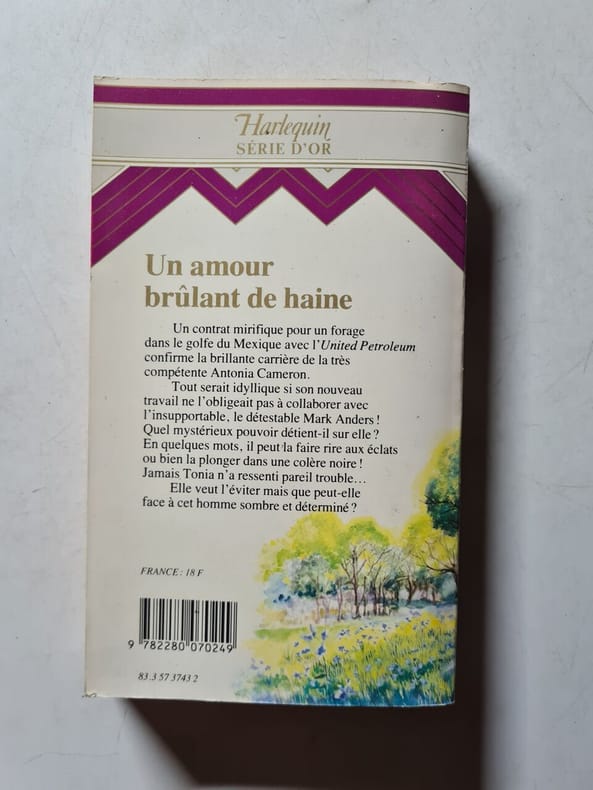 Harlequin
SÉRIE D'OR
Un amour
brûlant de haine
Un contrat mirifique pour un forage
dans le golfe du Mexique avec l'United Petroleum
confirme la brillante carrière de la très
compétente Antonia Cameron.
Tout serait idyllique si son nouveau
travail ne l'obligeait pas à collaborer avec
l'insupportable, le détestable Mark Anders !
Quel mystérieux pouvoir détient-il sur elle ?
En quelques mots, il peut la faire rire aux éclats
ou bien la plonger dans une colère noire !
Jamais Tonia n'a ressenti pareil trouble…
Elle veut l'éviter mais que peut-elle
face à cet homme sombre et déterminé ?
FRANCE : 18 F
9 782280 070249
83.3 57 3743 2